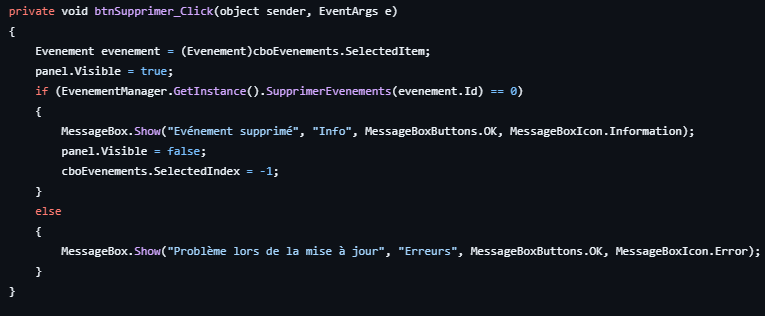 private void btnSupprimer_Click(object sender, EventArgs e)
{
Evenement evenement = (Evenement)cboEvenements.SelectedItem;
panel.Visible = true;
if (EvenementManager.GetInstance().SupprimerEvenements(evenement.Id) == 0)
{
MessageBox.Show("Evénement supprimé", "Info", MessageBoxButtons.OK, MessageBoxIcon.Information);
panel.Visible = false;
cboEvenements.SelectedIndex = -1;
}
else
{
MessageBox.Show("Problème lors de la mise à jour", "Erreurs", MessageBoxButtons.OK, MessageBoxIcon.Error);
}
}